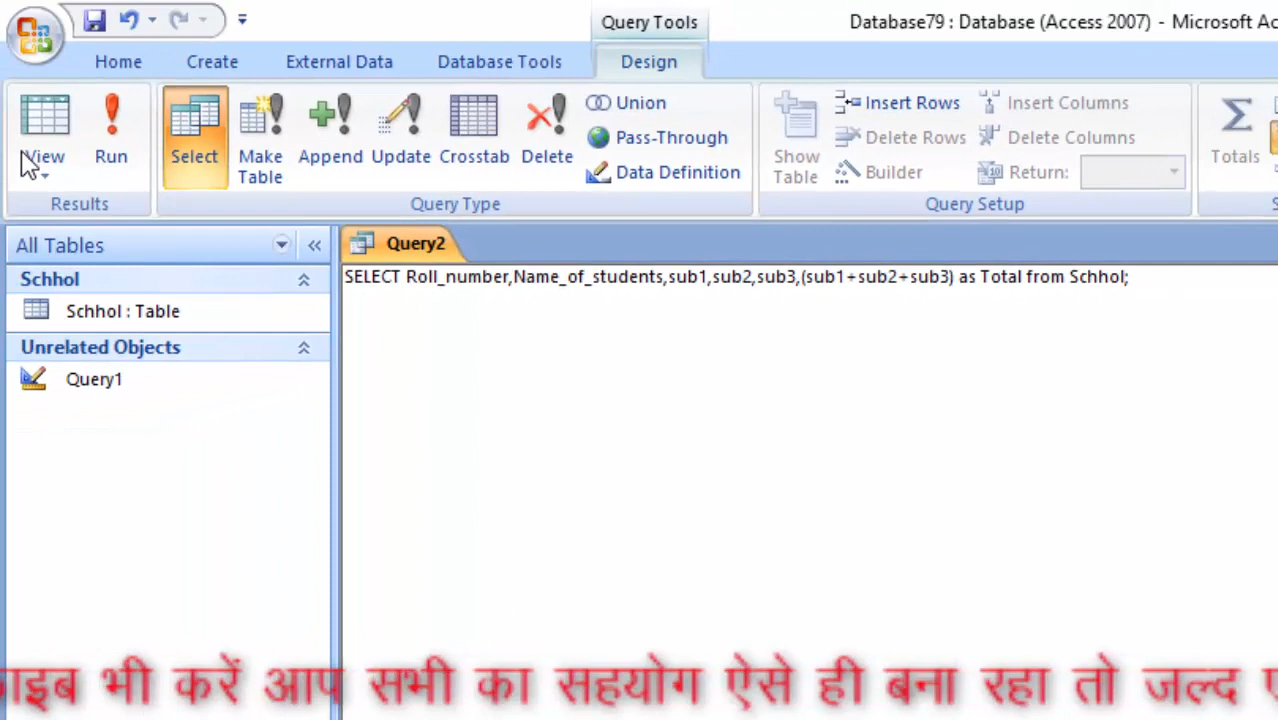 Query Tools
Database79 : Database (Access 2007) - Microsoft
Home Create External Data Database Tools Design
View Run Select Make Table Append Update Crosstab Delete
Union
Pass-Through
Data Definition
Show Table
Insert Rows
Delete Rows
Builder
Insert Columns
Delete Columns
Return:
Σ Totals
Results Query Type Query Setup
All Tables «
Query2
SELECT Roll_number,Name_of_students,sub1,sub2,sub3,(sub1+sub2+sub3) as Total from Schhol;
Schhol
Schhol : Table
Unrelated Objects
Query1
भी करें आप सभी का सहयोग ऐसे ही बना रहा तो जल्द